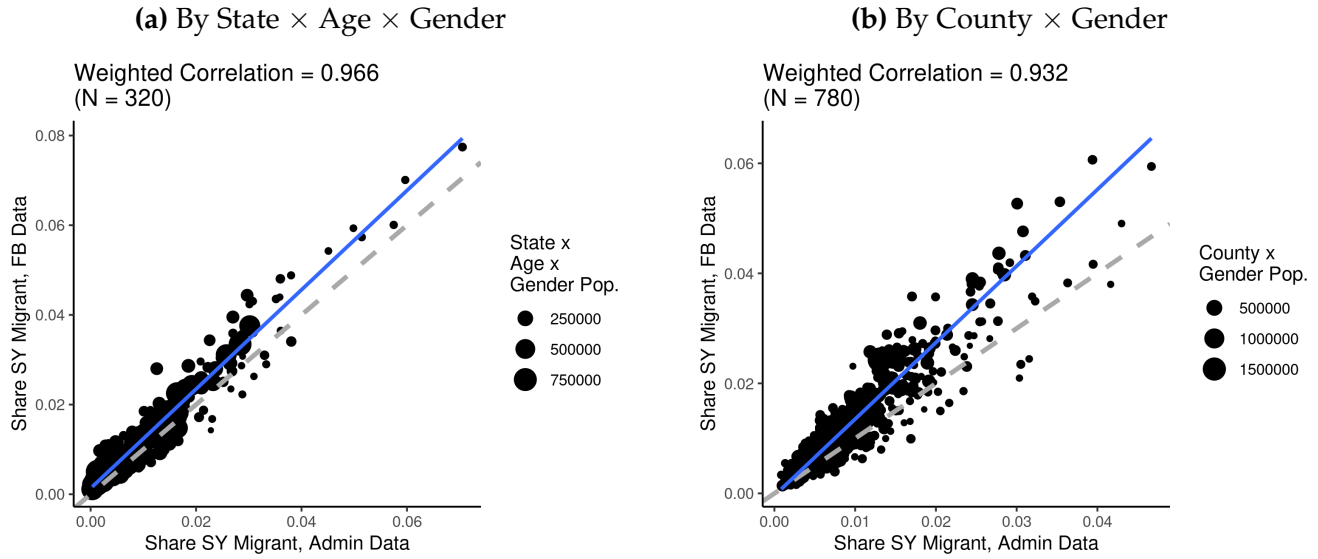 (a) By State × Age × Gender
Weighted Correlation = 0.966
(N = 320)
Share SY Migrant, FB Data
0.08
0.06
0.04
0.02
0.00
0.00 0.02 0.04 0.06
Share SY Migrant, Admin Data
State x
Age x
Gender Pop.
250000
500000
750000
(b) By County × Gender
Weighted Correlation = 0.932
(N = 780)
Share SY Migrant, FB Data
0.06
0.04
0.02
0.00
0.00 0.01 0.02 0.03 0.04
Share SY Migrant, Admin Data
County x
Gender Pop.
500000
1000000
1500000